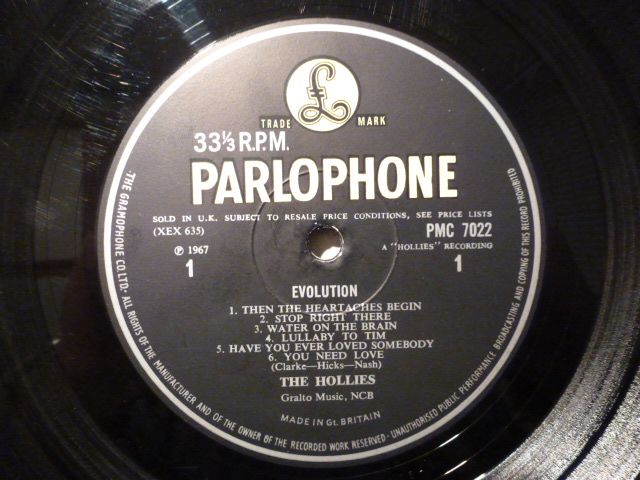 £
TRADE MARK
33⅓ R.P.M.
PARLOPHONE
SOLD IN U.K. SUBJECT TO RESALE PRICE CONDITIONS, SEE PRICE LISTS
(XEX 635)
PMC 7022
℗ 1967
A "HOLLIES" RECORDING
1
1
EVOLUTION
1. THEN THE HEARTACHES BEGIN
2. STOP RIGHT THERE
3. WATER ON THE BRAIN
4. LULLABY TO TIM
5. HAVE YOU EVER LOVED SOMEBODY
6. YOU NEED LOVE
(Clarke—Hicks—Nash)
THE HOLLIES
Gralto Music, NCB
MADE IN Gt. BRITAIN
THE GRAMOPHONE CO. LTD. ALL RIGHTS OF THE MANUFACTURER AND OF THE OWNER OF THE RECORDED WORK RESERVED · UNAUTHORISED PUBLIC PERFORMANCE BROADCASTING AND COPYING OF THIS RECORD PROHIBITED